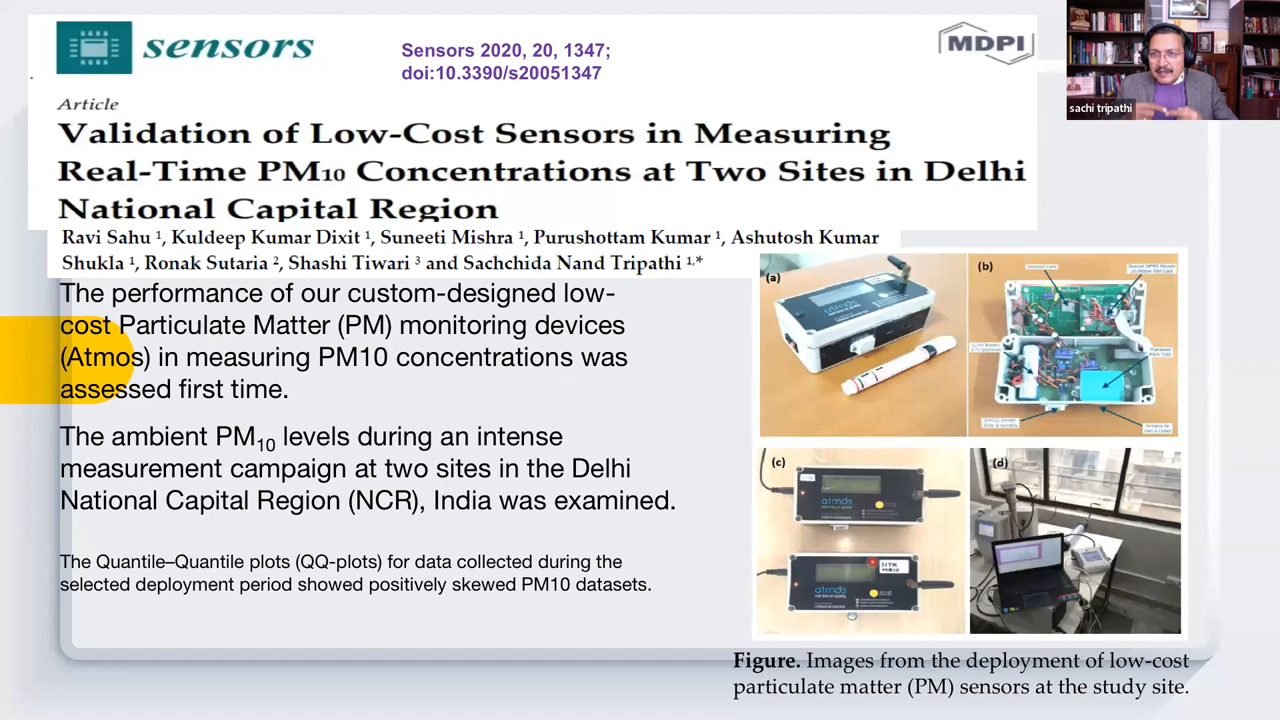 sensors
Sensors 2020, 20, 1347;
doi:10.3390/s20051347
MDPI
sachi tripathi
Article
Validation of Low-Cost Sensors in Measuring
Real-Time PM10 Concentrations at Two Sites in Delhi
National Capital Region
Ravi Sahu 1, Kuldeep Kumar Dixit 1, Suneeti Mishra 1, Purushottam Kumar 1, Ashutosh Kumar
Shukla 1, Ronak Sutaria 2, Shashi Tiwari 3 and Sachchida Nand Tripathi 1,*
The performance of our custom-designed low-
cost Particulate Matter (PM) monitoring devices
(Atmos) in measuring PM10 concentrations was
assessed first time.
The ambient PM10 levels during an intense
measurement campaign at two sites in the Delhi
National Capital Region (NCR), India was examined.
The Quantile–Quantile plots (QQ-plots) for data collected during the
selected deployment period showed positively skewed PM10 datasets.
(a)
atmos
(b)
(c)
atmos
IITK
atmos
(d)
Figure. Images from the deployment of low-cost
particulate matter (PM) sensors at the study site.